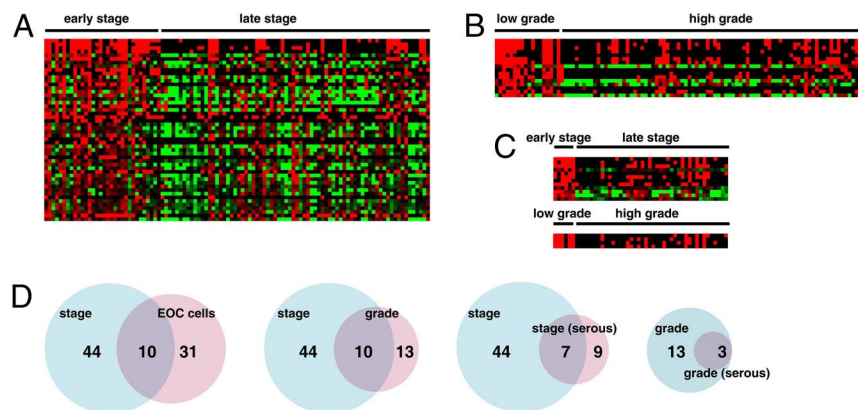 A
early stage
late stage
B
low grade
high grade
C
early stage
late stage
low grade
high grade
D
stage
EOC cells
44
10
31
stage
grade
44
10
13
stage
stage (serous)
44
7
9
grade
13
3
grade (serous)